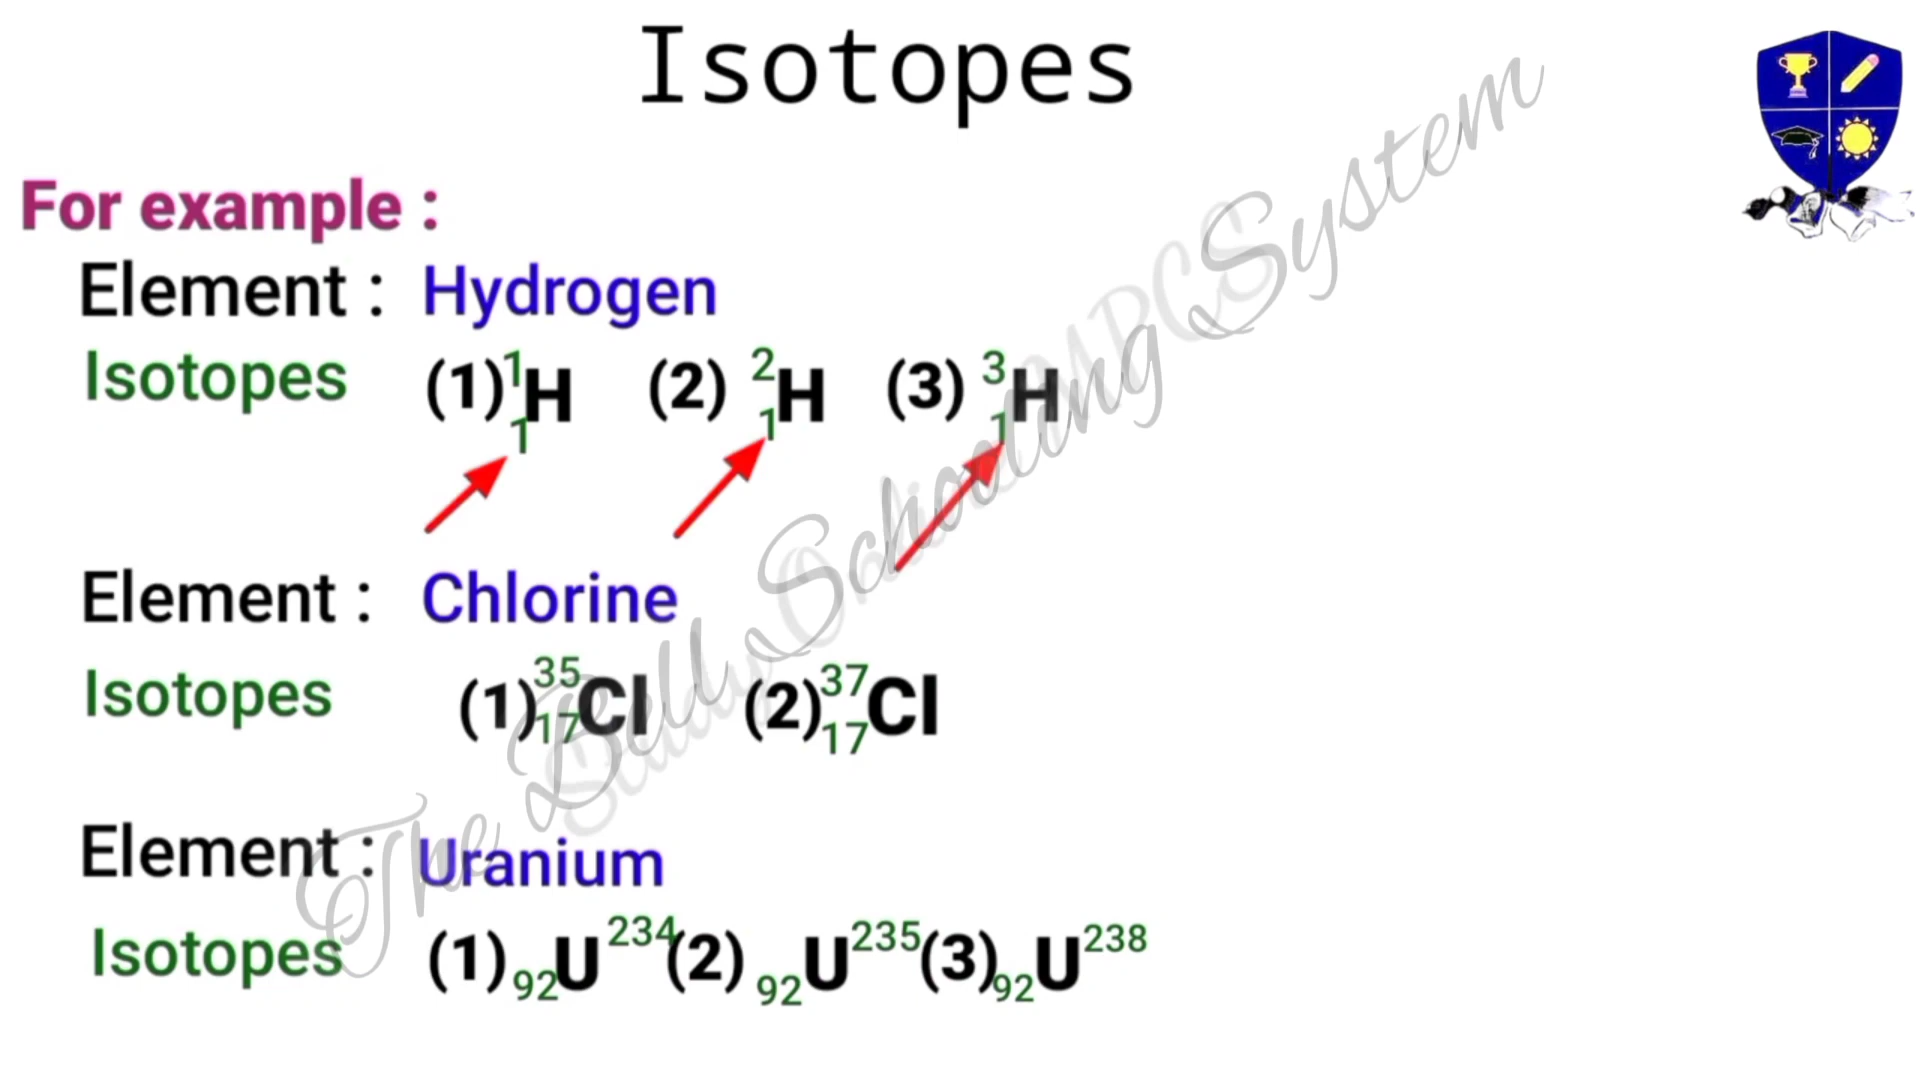 Isotopes
For example :
Element : Hydrogen
Isotopes (1) ¹₁H (2) ²₁H (3) ³₁H
Element : Chlorine
Isotopes (1) ³⁵₁₇Cl (2) ³⁷₁₇Cl
Element : Uranium
Isotopes (1) ₉₂U²³⁴ (2) ₉₂U²³⁵ (3) ₉₂U²³⁸
The Bell Schooling System